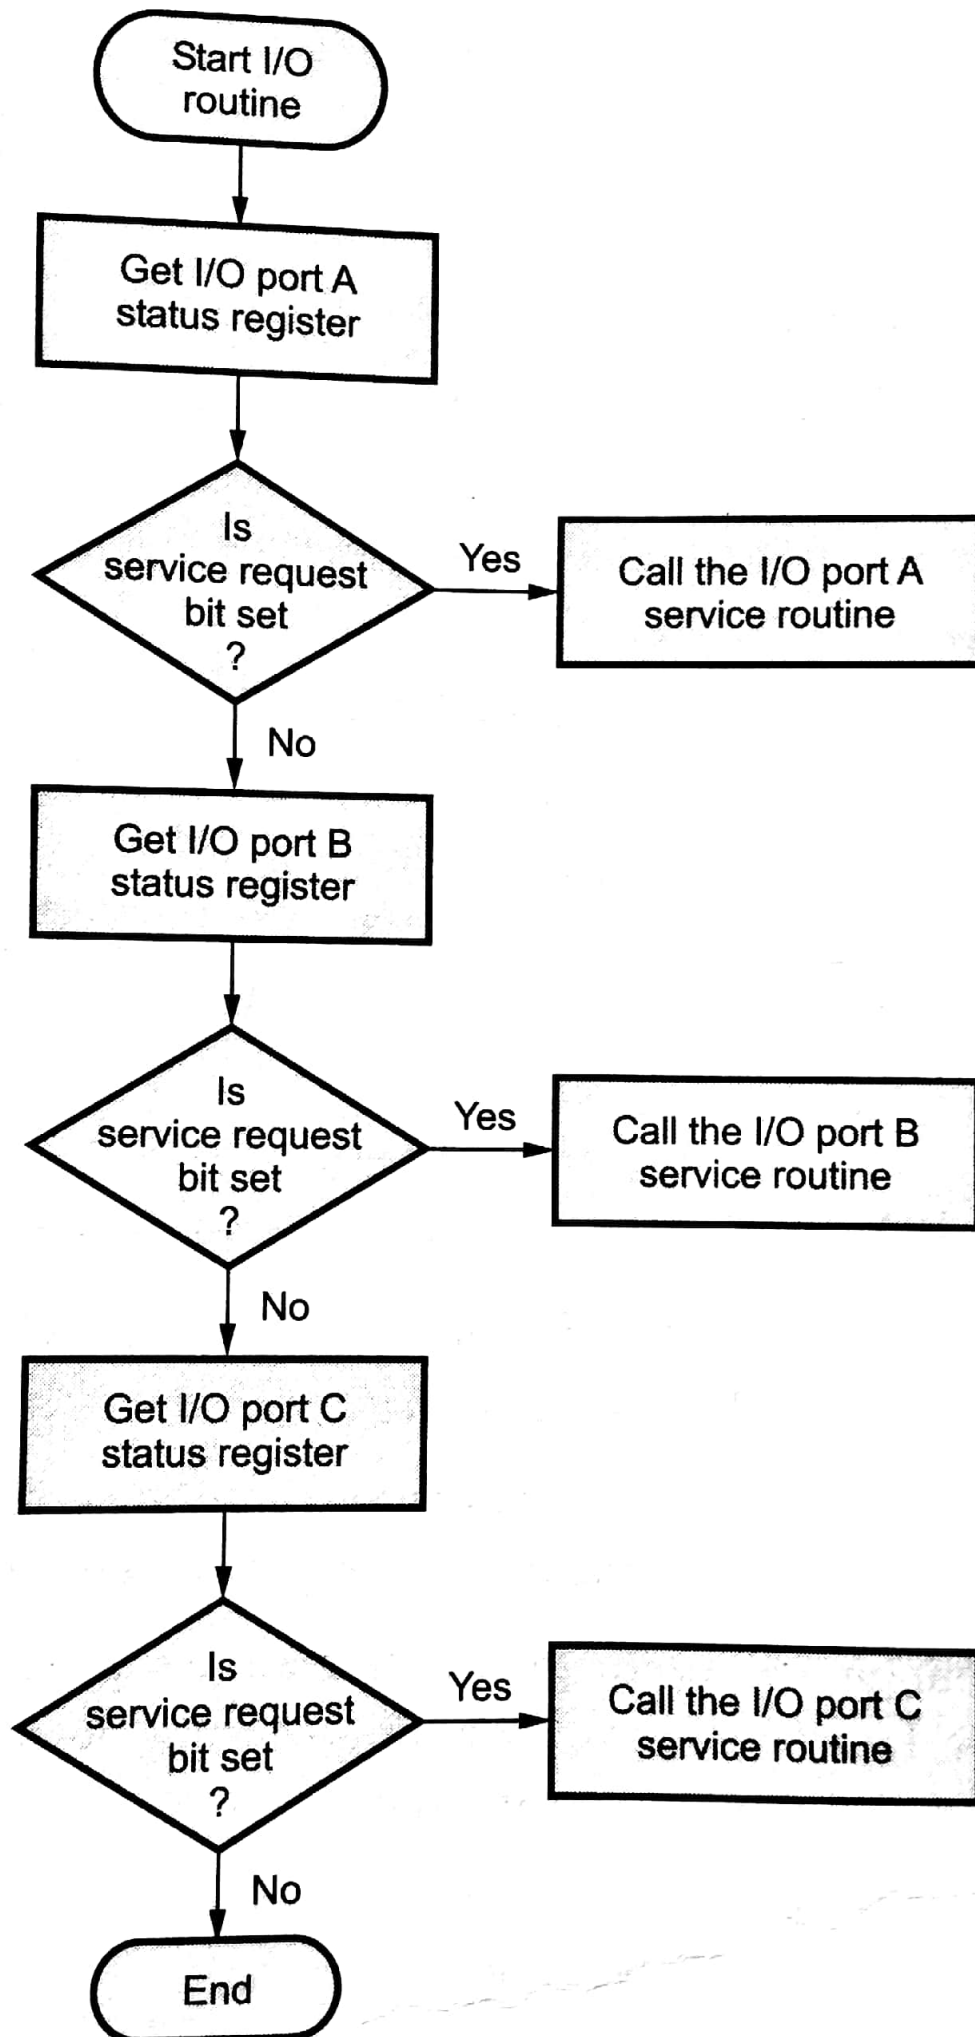 Start I/O
routine
Get I/O port A
status register
Is
service request
bit set
?
Yes
Call the I/O port A
service routine
No
Get I/O port B
status register
Is
service request
bit set
?
Yes
Call the I/O port B
service routine
No
Get I/O port C
status register
Is
service request
bit set
?
Yes
Call the I/O port C
service routine
No
End